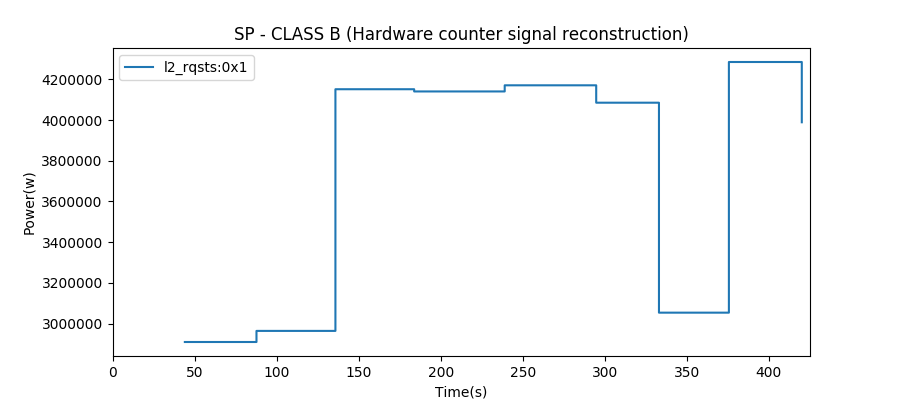 SP - CLASS B (Hardware counter signal reconstruction)
l2_rqsts:0x1
4200000
4000000
3800000
3600000
3400000
3200000
3000000
Power(w)
0 50 100 150 200 250 300 350 400
Time(s)